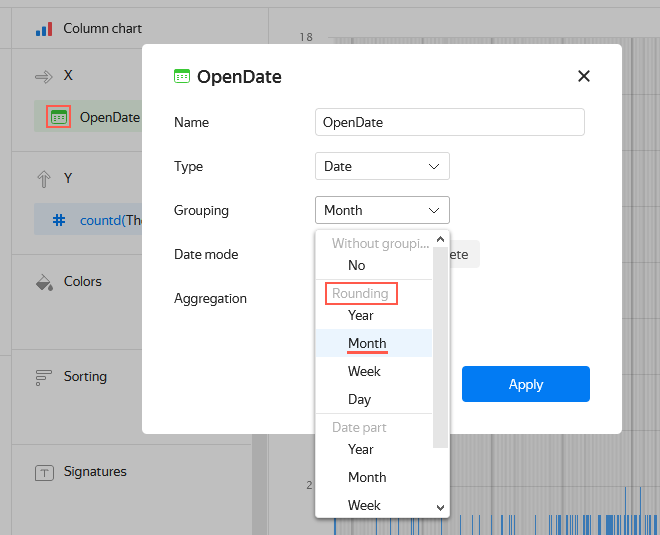 Column chart
18
X
OpenDate
OpenDate
Name
OpenDate
Type
Date
Y
Grouping
Month
countd(The
Without groupi...
Date mode
ete
No
Colors
Rounding
Aggregation
Year
Month
Week
Sorting
Apply
Day
Date part
Year
Signatures
Month
2
Week